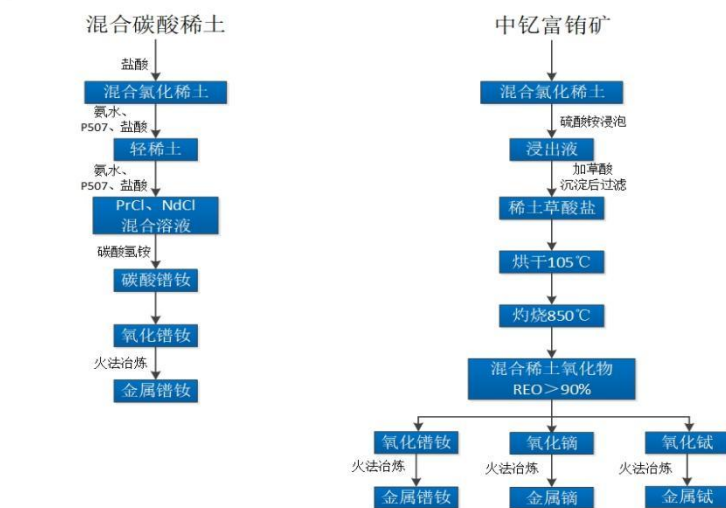 混合碳酸稀土
盐酸
混合氯化稀土
氨水、
P507、盐酸
轻稀土
氨水、
P507、盐酸
PrCl、NdCl
混合溶液
碳酸氢铵
碳酸镨钕
氧化镨钕
火法冶炼
金属镨钕
中钇富铕矿
混合氯化稀土
硫酸铵浸泡
浸出液
加草酸
沉淀后过滤
稀土草酸盐
烘干105℃
灼烧850℃
混合稀土氧化物
REO＞90%
氧化镨钕
氧化镝
氧化铽
火法冶炼
火法冶炼
火法冶炼
金属镨钕
金属镝
金属铽